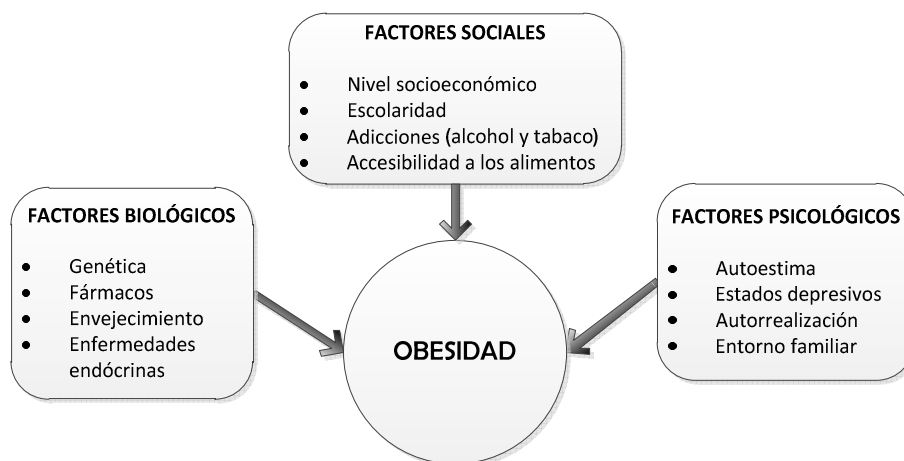 FACTORES SOCIALES
• Nivel socioeconómico
• Escolaridad
• Adicciones (alcohol y tabaco)
• Accesibilidad a los alimentos
FACTORES BIOLÓGICOS
• Genética
• Fármacos
• Envejecimiento
• Enfermedades
endócrinas
FACTORES PSICOLÓGICOS
• Autoestima
• Estados depresivos
• Autorrealización
• Entorno familiar
OBESIDAD